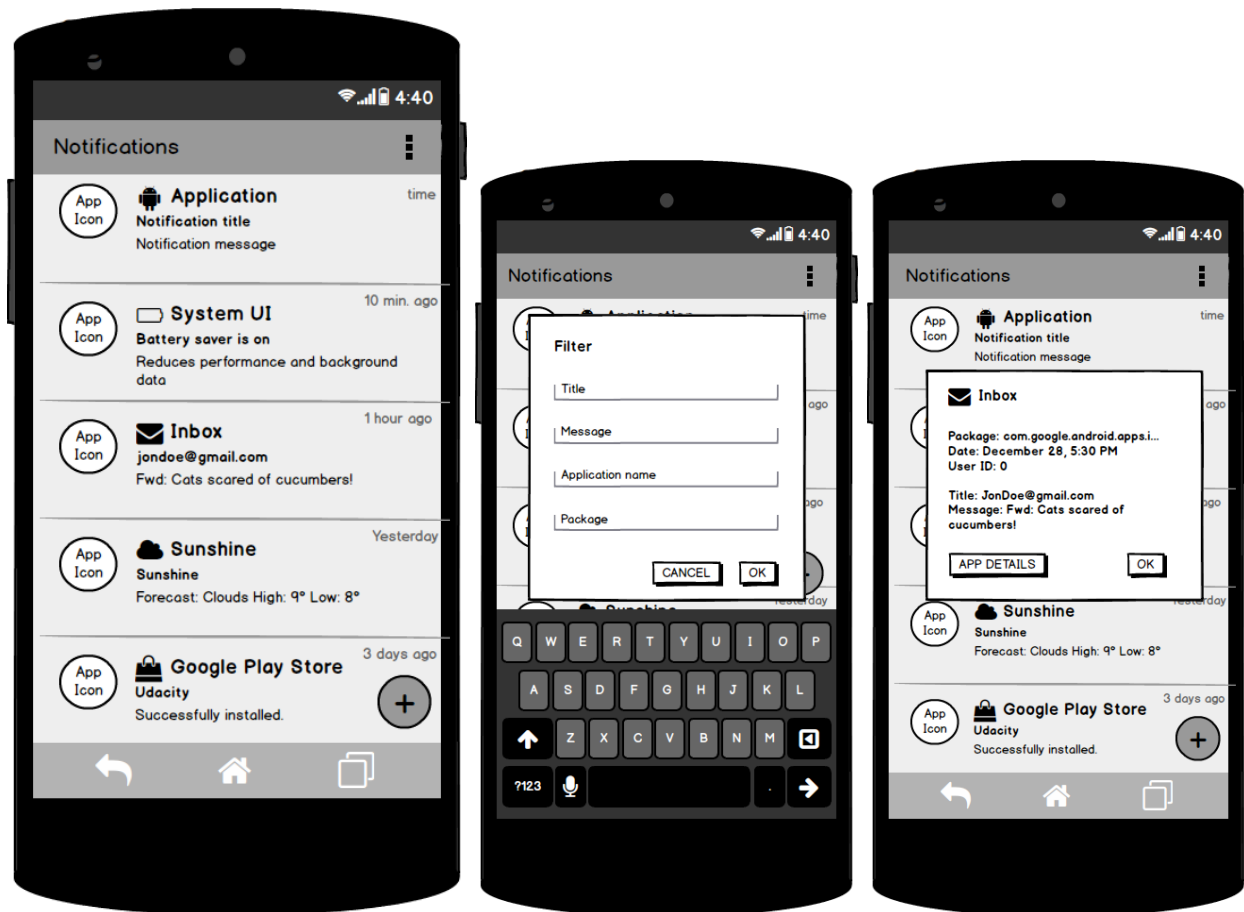 4:40
Notifications
App
Icon
Application
time
Notification title
Notification message
App
Icon
System UI
10 min. ago
Battery saver is on
Reduces performance and background
data
App
Icon
Inbox
1 hour ago
jondoe@gmail.com
Fwd: Cats scared of cucumbers!
App
Icon
Sunshine
Yesterday
Sunshine
Forecast: Clouds High: 9° Low: 8°
App
Icon
Google Play Store
3 days ago
Udacity
Successfully installed.
+
4:40
Notifications
time
Filter
Title
ago
Message
Application name
ago
Package
CANCEL
OK
Yesterday
Sunshine
Q W E R T Y U I O P
A S D F G H J K L
Z X C V B N M
?123 .
4:40
Notifications
App
Icon
Application
time
Notification title
Notification message
Inbox
ago
Package: com.google.android.apps.i...
Date: December 28, 5:30 PM
User ID: 0
Title: JonDoe@gmail.com
ago
Message: Fwd: Cats scared of
cucumbers!
APP DETAILS
OK
Yesterday
App
Icon
Sunshine
Sunshine
Forecast: Clouds High: 9° Low: 8°
App
Icon
Google Play Store
3 days ago
Udacity
Successfully installed.
+